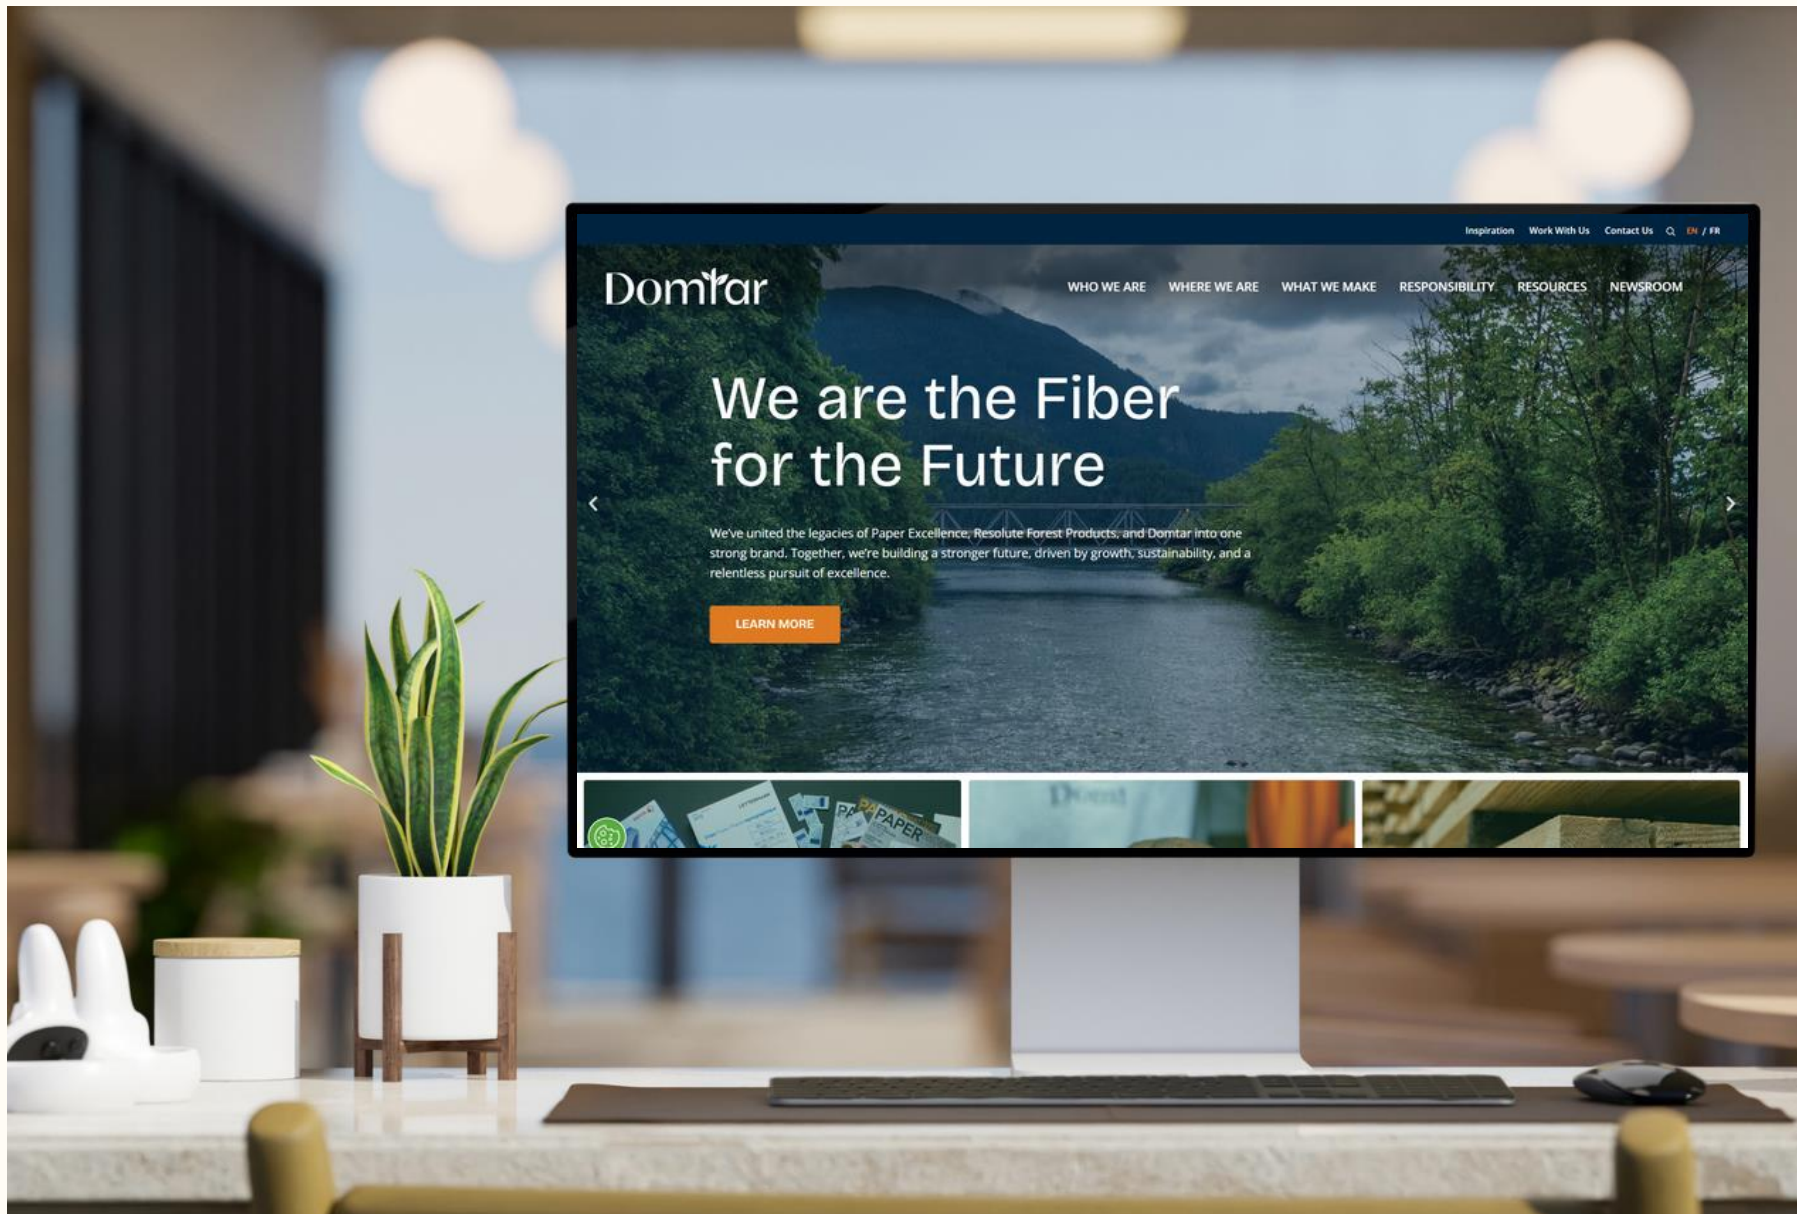 Inspiration Work With Us Contact Us EN / FR
Domtar
WHO WE ARE WHERE WE ARE WHAT WE MAKE RESPONSIBILITY RESOURCES NEWSROOM
We are the Fiber
for the Future
We've united the legacies of Paper Excellence, Resolute Forest Products, and Domtar into one
strong brand. Together, we're building a stronger future, driven by growth, sustainability, and a
relentless pursuit of excellence.
LEARN MORE
PA PAPER